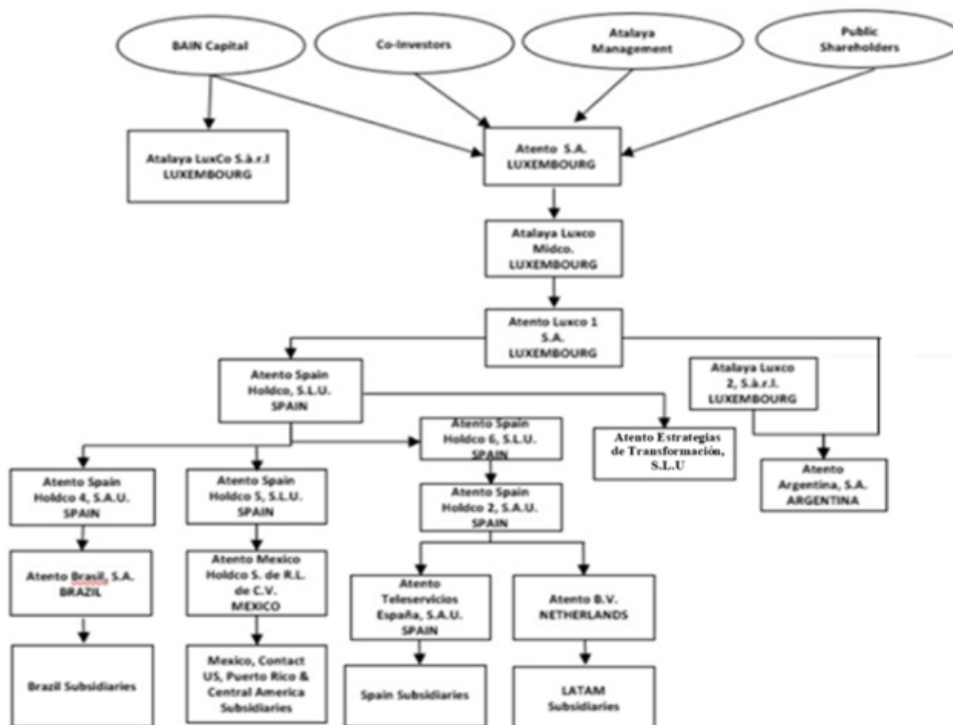 BAIN Capital
Co-Investors
Atalaya
Management
Public
Shareholders
Atalaya LuxCo S.à.r.l
LUXEMBOURG
Atento S.A.
LUXEMBOURG
Atalaya Luxco
Midco.
LUXEMBOURG
Atento Luxco 1
S.A.
LUXEMBOURG
Atento Spain
Holdco, S.L.U.
SPAIN
Atalaya Luxco
2, S.à.r.l.
LUXEMBOURG
Atento Spain
Holdco 6, S.L.U.
SPAIN
Atento Estrategias
de Transformación,
S.L.U
Atento
Argentina, S.A.
ARGENTINA
Atento Spain
Holdco 4, S.A.U.
SPAIN
Atento Spain
Holdco 5, S.L.U.
SPAIN
Atento Spain
Holdco 2, S.A.U.
SPAIN
Atento Brasil, S.A.
BRAZIL
Atento Mexico
Holdco S. de R.L.
de C.V.
MEXICO
Atento
Teleservicios
España, S.A.U.
SPAIN
Atento B.V.
NETHERLANDS
Brazil Subsidiaries
Mexico, Contact
US, Puerto Rico &
Central America
Subsidiaries
Spain Subsidiaries
LATAM
Subsidiaries